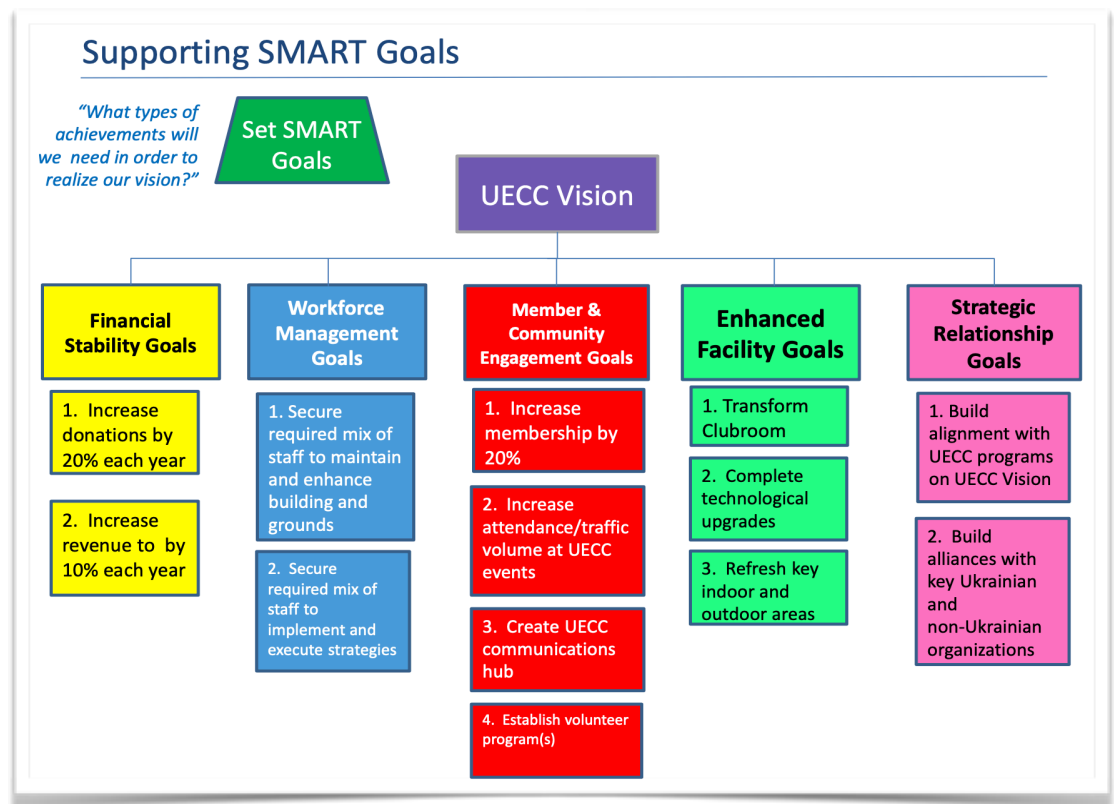 Supporting SMART Goals
“What types of
achievements will
we need in order to
realize our vision?”
Set SMART
Goals
UECC Vision
Financial
Stability Goals
1. Increase
donations by
20% each year
2. Increase
revenue to by
10% each year
Workforce
Management
Goals
1. Secure
required mix of
staff to maintain
and enhance
building and
grounds
2. Secure
required mix of
staff to
implement and
execute strategies
Member &
Community
Engagement Goals
1. Increase
membership by
20%
2. Increase
attendance/traffic
volume at UECC
events
3. Create UECC
communications
hub
4. Establish volunteer
program(s)
Enhanced
Facility Goals
1. Transform
Clubroom
2. Complete
technological
upgrades
3. Refresh key
indoor and
outdoor areas
Strategic
Relationship
Goals
1. Build
alignment with
UECC programs
on UECC Vision
2. Build
alliances with
key Ukrainian
and
non-Ukrainian
organizations